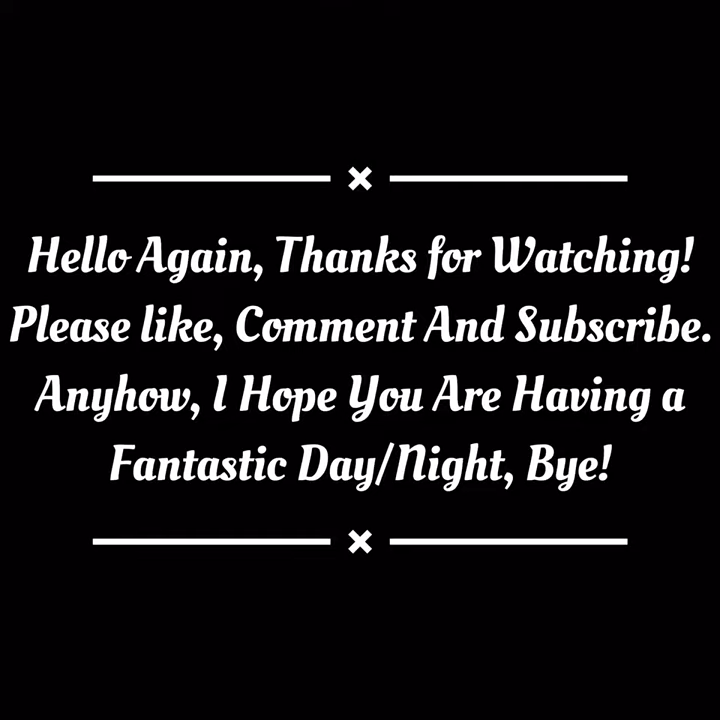 Hello Again, Thanks for Watching!
Please like, Comment And Subscribe.
Anyhow, I Hope You Are Having a
Fantastic Day/Night, Bye!